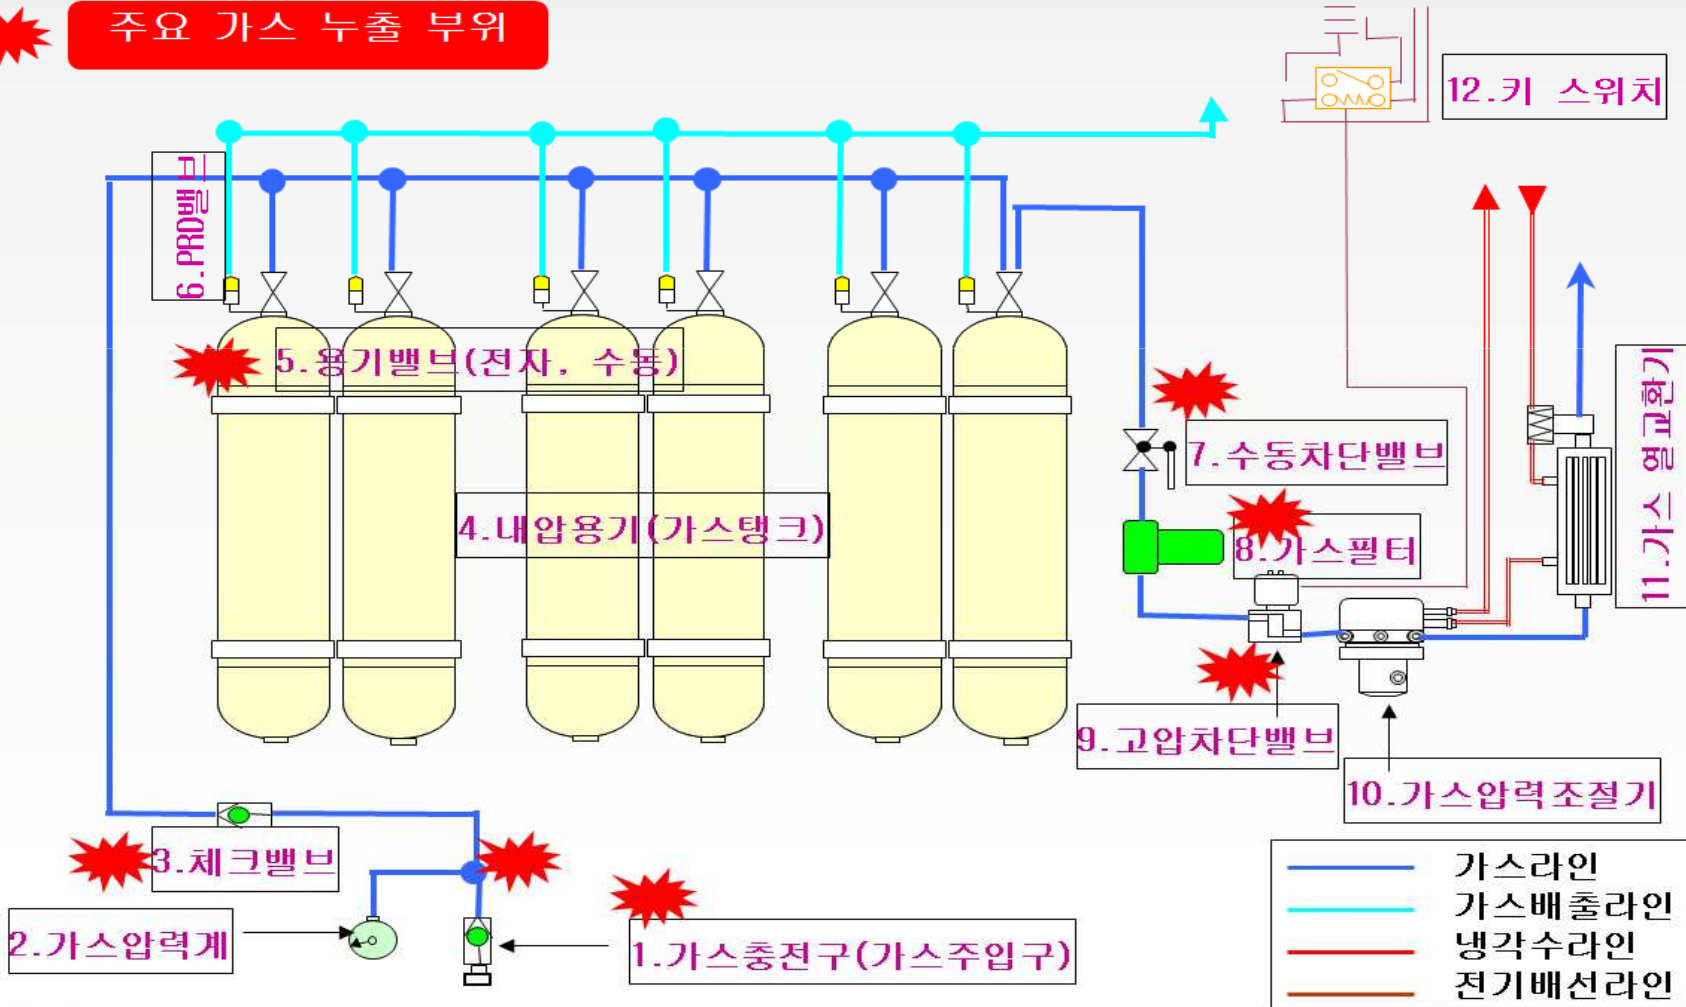 주요 가스 누출 부위
12.키 스위치
6.PRD밸브
5.용기밸브(전자, 수동)
7.수동차단밸브
4.내압용기(가스탱크)
8.가스필터
11.가스 열교환기
9.고압차단밸브
10.가스압력조절기
3.체크밸브
2.가스압력계
1.가스충전구(가스주입구)
가스라인
가스배출라인
냉각수라인
전기배선라인